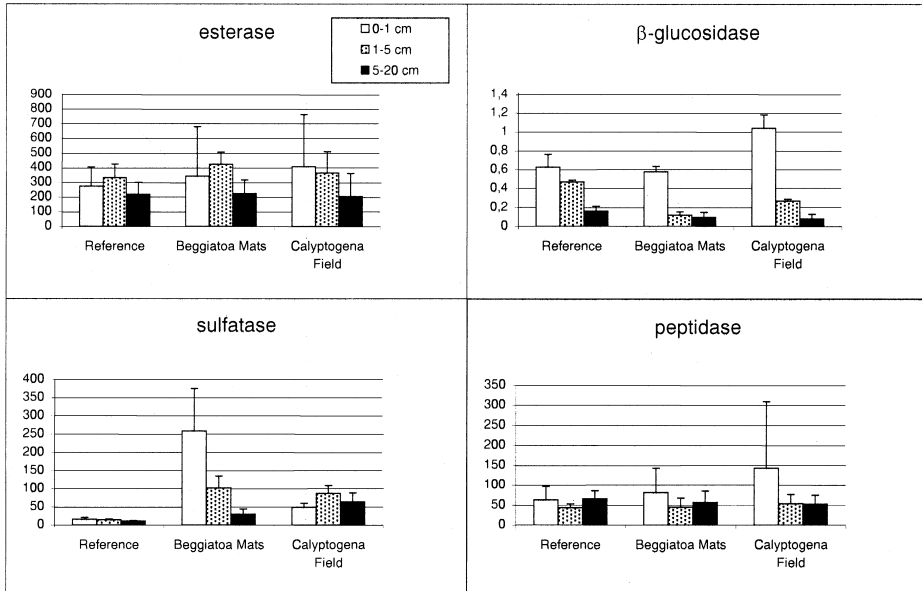 esterase
0-1 cm
1-5 cm
5-20 cm
900
800
700
600
500
400
300
200
100
0
Reference
Beggiatoa Mats
Calyptogena
Field
β-glucosidase
1,4
1,2
1
0,8
0,6
0,4
0,2
0
Reference
Beggiatoa Mats
Calyptogena
Field
sulfatase
400
350
300
250
200
150
100
50
0
Reference
Beggiatoa Mats
Calyptogena
Field
peptidase
350
300
250
200
150
100
50
0
Reference
Beggiatoa Mats
Calyptogena
Field